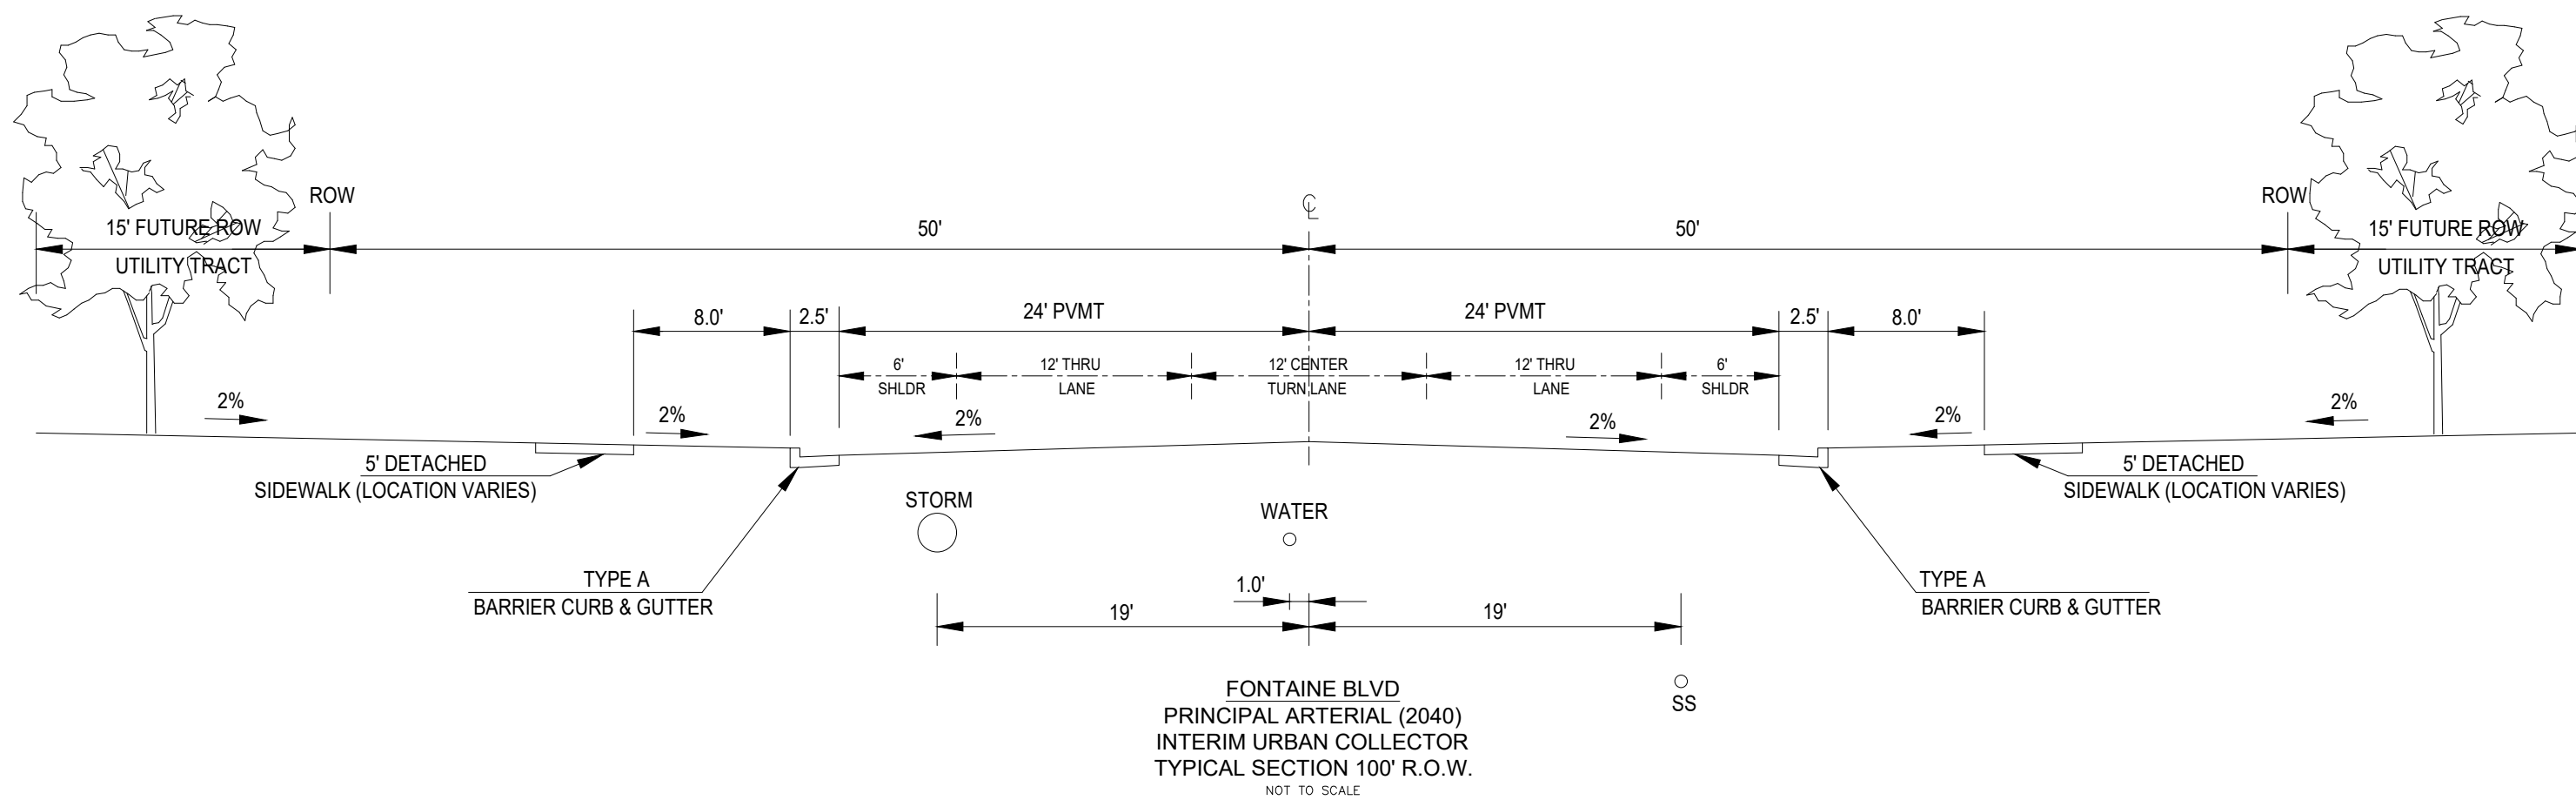 ROW
℄
ROW
15' FUTURE ROW
50'
50'
15' FUTURE ROW
UTILITY TRACT
UTILITY TRACT
8.0'
2.5'
24' PVMT
24' PVMT
2.5'
8.0'
6'
12' THRU
12' CENTER
12' THRU
6'
SHLDR
LANE
TURN LANE
LANE
SHLDR
2%
2%
2%
2%
2%
2%
5' DETACHED
SIDEWALK (LOCATION VARIES)
5' DETACHED
SIDEWALK (LOCATION VARIES)
STORM
WATER
TYPE A
BARRIER CURB & GUTTER
1.0'
TYPE A
BARRIER CURB & GUTTER
19'
19'
SS
FONTAINE BLVD
PRINCIPAL ARTERIAL (2040)
INTERIM URBAN COLLECTOR
TYPICAL SECTION 100' R.O.W.
NOT TO SCALE